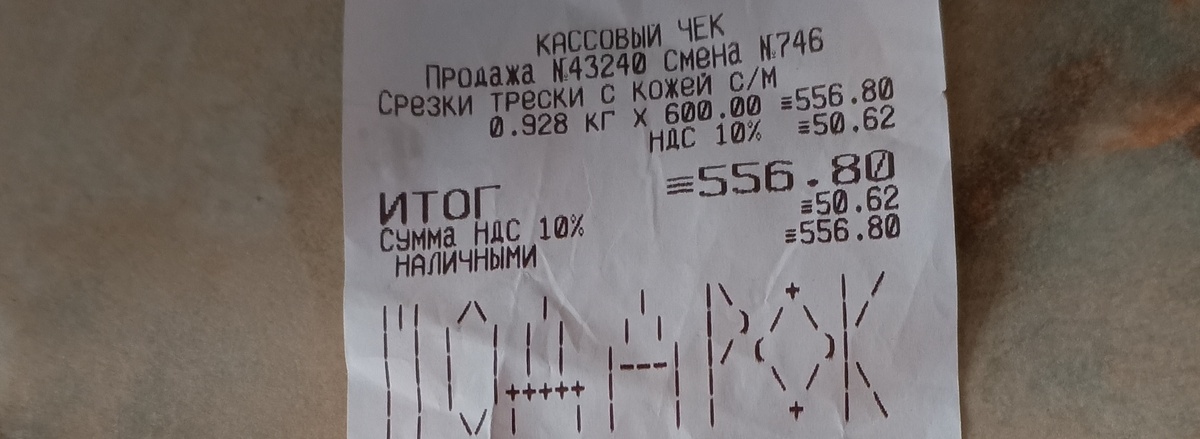 КАССОВЫЙ ЧЕК
Продажа №43240 Смена №746
Срезки трески с кожей с/м
0.928 кг X 600.00 ≡556.80
НДС 10% ≡50.62
ИТОГ ≡556.80
Сумма НДС 10% ≡50.62
НАЛИЧНЫМИ ≡556.80
ПОДАРОК